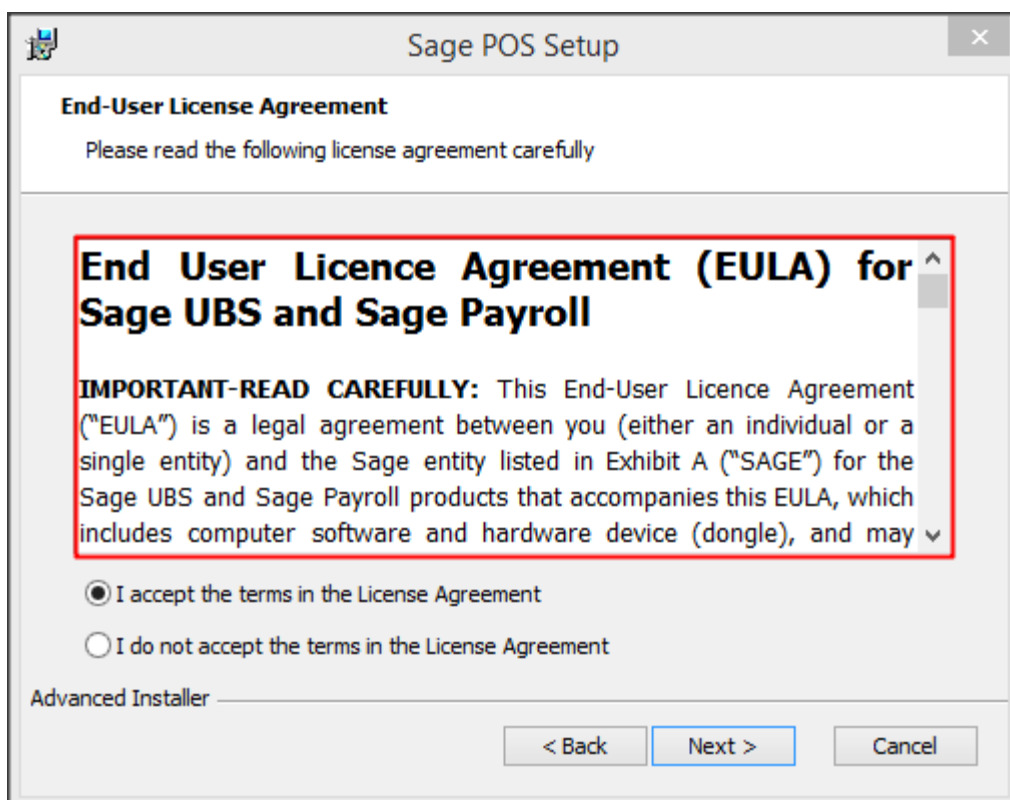 Sage POS Setup
End-User License Agreement
Please read the following license agreement carefully
End User Licence Agreement (EULA) for
Sage UBS and Sage Payroll
IMPORTANT-READ CAREFULLY: This End-User Licence Agreement
(“EULA”) is a legal agreement between you (either an individual or a
single entity) and the Sage entity listed in Exhibit A (“SAGE”) for the
Sage UBS and Sage Payroll products that accompanies this EULA, which
includes computer software and hardware device (dongle), and may
I accept the terms in the License Agreement
I do not accept the terms in the License Agreement
Advanced Installer
< Back Next > Cancel